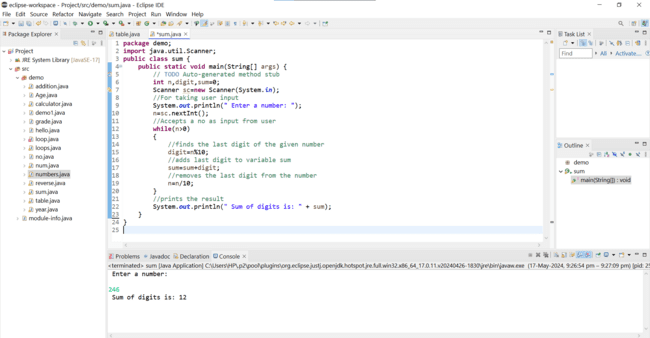 eclipse-workspace - Project/src/demo/sum.java - Eclipse IDE
File Edit Source Refactor Navigate Search Project Run Window Help
Package Explorer
Project
JRE System Library [JavaSE-17]
src
demo
addition.java
Age.java
calculator.java
demo1.java
grade.java
hello.java
loop.java
loops.java
no.java
num.java
numbers.java
reverse.java
sum.java
table.java
year.java
module-info.java
table.java *sum.java
1 package demo;
2 import java.util.Scanner;
3 public class sum {
4 public static void main(String[] args) {
5 // TODO Auto-generated method stub
6 int n,digit,sum=0;
7 Scanner sc=new Scanner(System.in);
8 //For taking user input
9 System.out.println(" Enter a number: ");
10 n=sc.nextInt();
11 //Accepts a no as input from user
12 while(n>0)
13 {
14 //finds the last digit of the given number
15 digit=n%10;
16 //adds last digit to variable sum
17 sum=sum+digit;
18 //removes the last digit from the number
19 n=n/10;
20 }
21 //prints the result
22 System.out.println(" Sum of digits is: " + sum);
23 }
24 }
25
Task List
Find All Activate...
Outline
demo
sum
main(String[]) : void
Problems Javadoc Declaration Console
<terminated> sum [Java Application] C:\Users\HP\.p2\pool\plugins\org.eclipse.justj.openjdk.hotspot.jre.full.win32.x86_64_17.0.11.v20240426-1830\jre\bin\javaw.exe (17-May-2024, 9:26:54 pm – 9:27:09 pm) [pid: 2
Enter a number:
246
Sum of digits is: 12